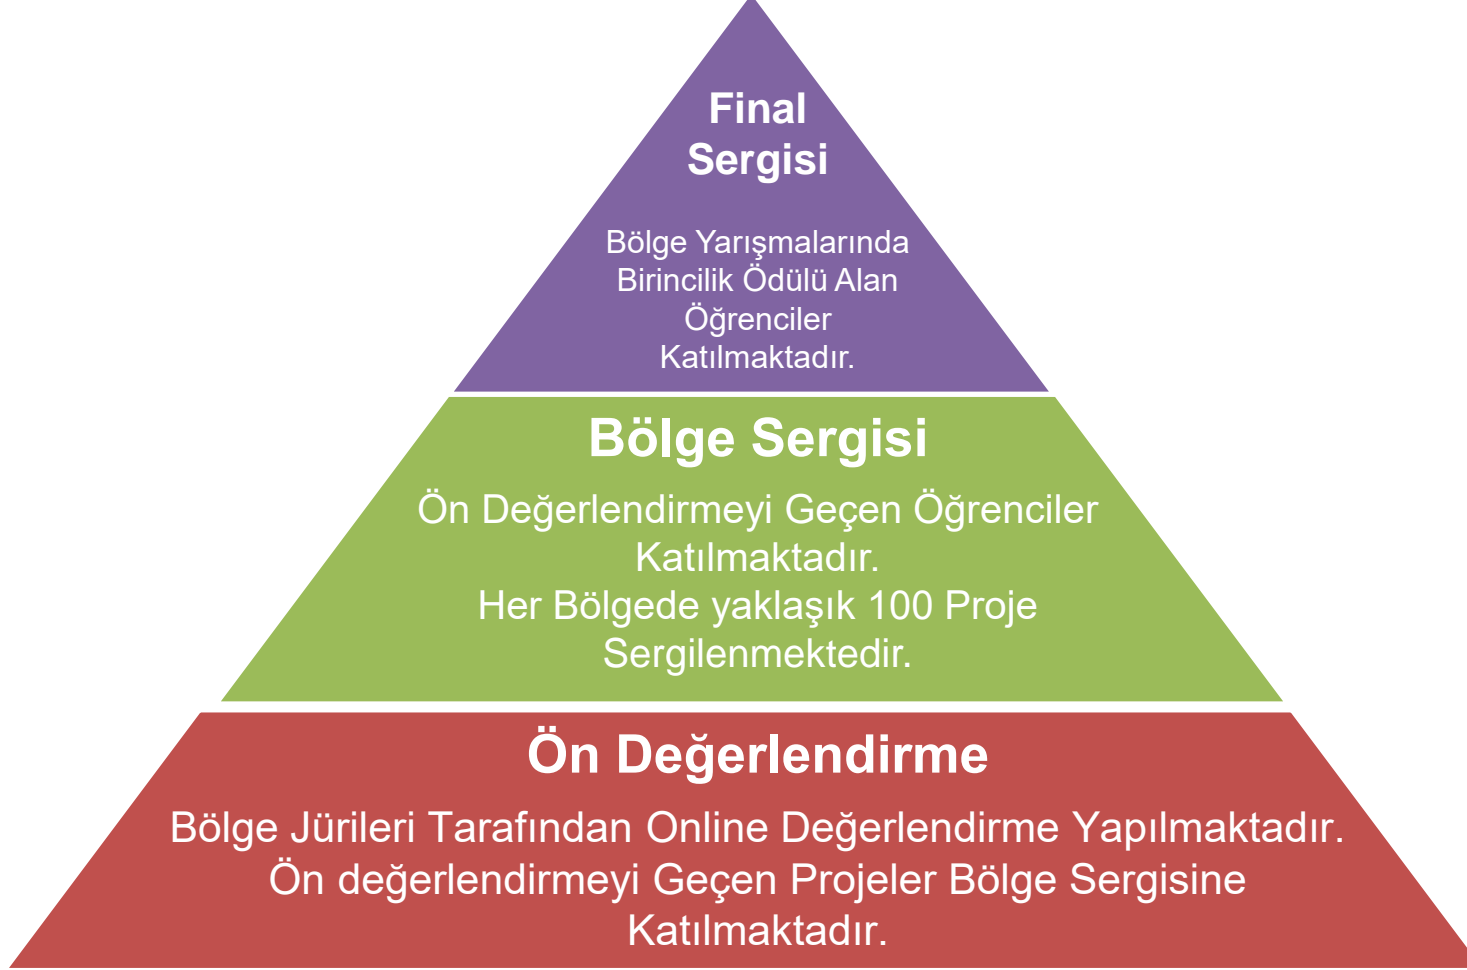 Final
Sergisi
Bölge Yarışmalarında
Birincilik Ödülü Alan
Öğrenciler
Katılmaktadır.
Bölge Sergisi
Ön Değerlendirmeyi Geçen Öğrenciler
Katılmaktadır.
Her Bölgede yaklaşık 100 Proje
Sergilenmektedir.
Ön Değerlendirme
Bölge Jürileri Tarafından Online Değerlendirme Yapılmaktadır.
Ön değerlendirmeyi Geçen Projeler Bölge Sergisine
Katılmaktadır.